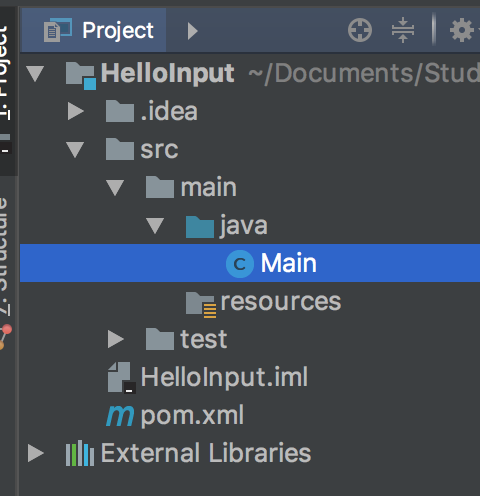 Project
1: Project
HelloInput ~/Documents/Stud
.idea
src
main
java
C Main
resources
7: Structure
test
HelloInput.iml
m pom.xml
External Libraries